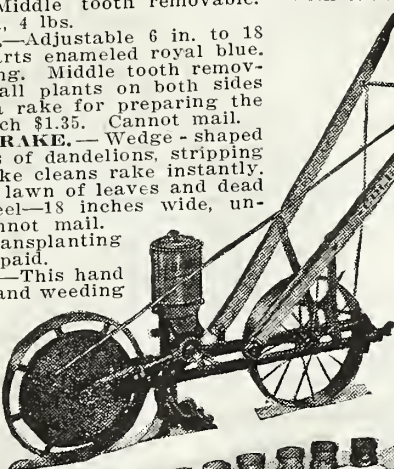 Middle tooth removable.
, 4 lbs.
.—Adjustable 6 in. to 18
arts enameled royal blue.
ng. Middle tooth remov-
all plants on both sides
a rake for preparing the
ch $1.35. Cannot mail.
RAKE.—Wedge-shaped
s of dandelions, stripping
ke cleans rake instantly.
lawn of leaves and dead
eel—18 inches wide, un-
nnot mail.
ransplanting
paid.
—This hand
and weeding